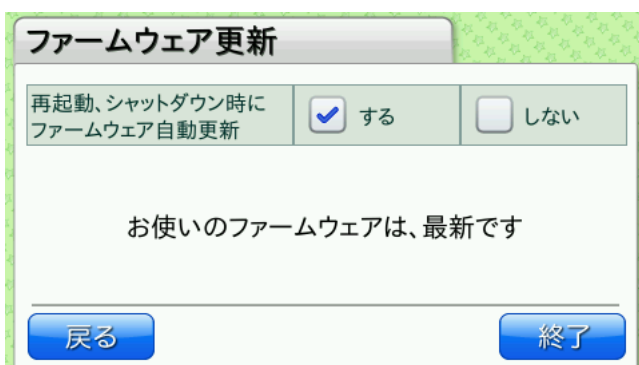 ファームウェア更新
再起動、シャットダウン時に
ファームウェア自動更新
する
しない
お使いのファームウェアは、最新です
戻る
終了